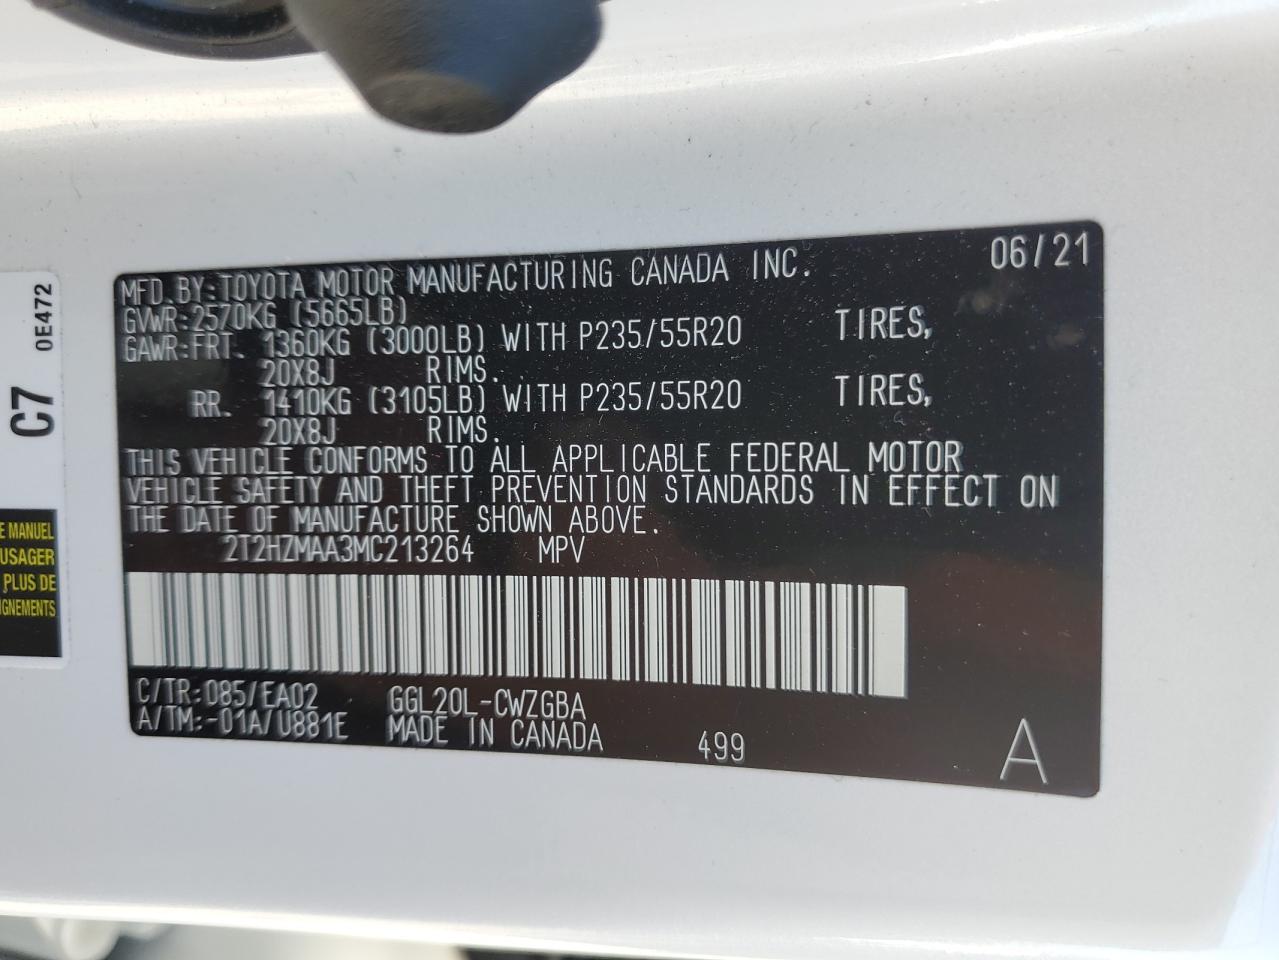 MFD.BY:TOYOTA MOTOR MANUFACTURING CANADA INC. 06/21
GVWR:2570KG (5665LB)
GAWR:FRT. 1360KG (3000LB) WITH P235/55R20 TIRES,
20X8J RIMS.
RR. 1410KG (3105LB) WITH P235/55R20 TIRES,
20X8J RIMS.
THIS VEHICLE CONFORMS TO ALL APPLICABLE FEDERAL MOTOR
VEHICLE SAFETY AND THEFT PREVENTION STANDARDS IN EFFECT ON
THE DATE OF MANUFACTURE SHOWN ABOVE.
2T2HZMAA3MC213264 MPV
C/TR:085/EA02 GGL20L-CWZGBA
A/TM:-01A/U881E MADE IN CANADA 499 A
C7 0E472
E MANUEL
USAGER
PLUS DE
IGNEMENTS